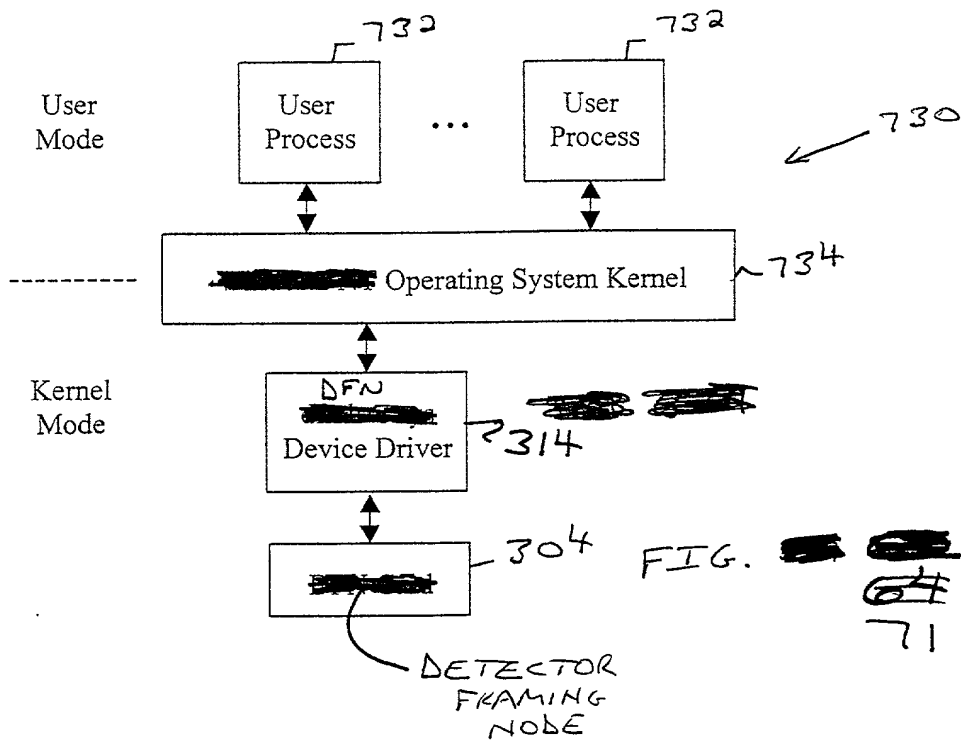 732 732
User
Mode
User
Process
...
User
Process
730
Operating System Kernel
734
Kernel
Mode
DFN
Device Driver
314
304
FIG.
64
71
DETECTOR
FRAMING
NODE